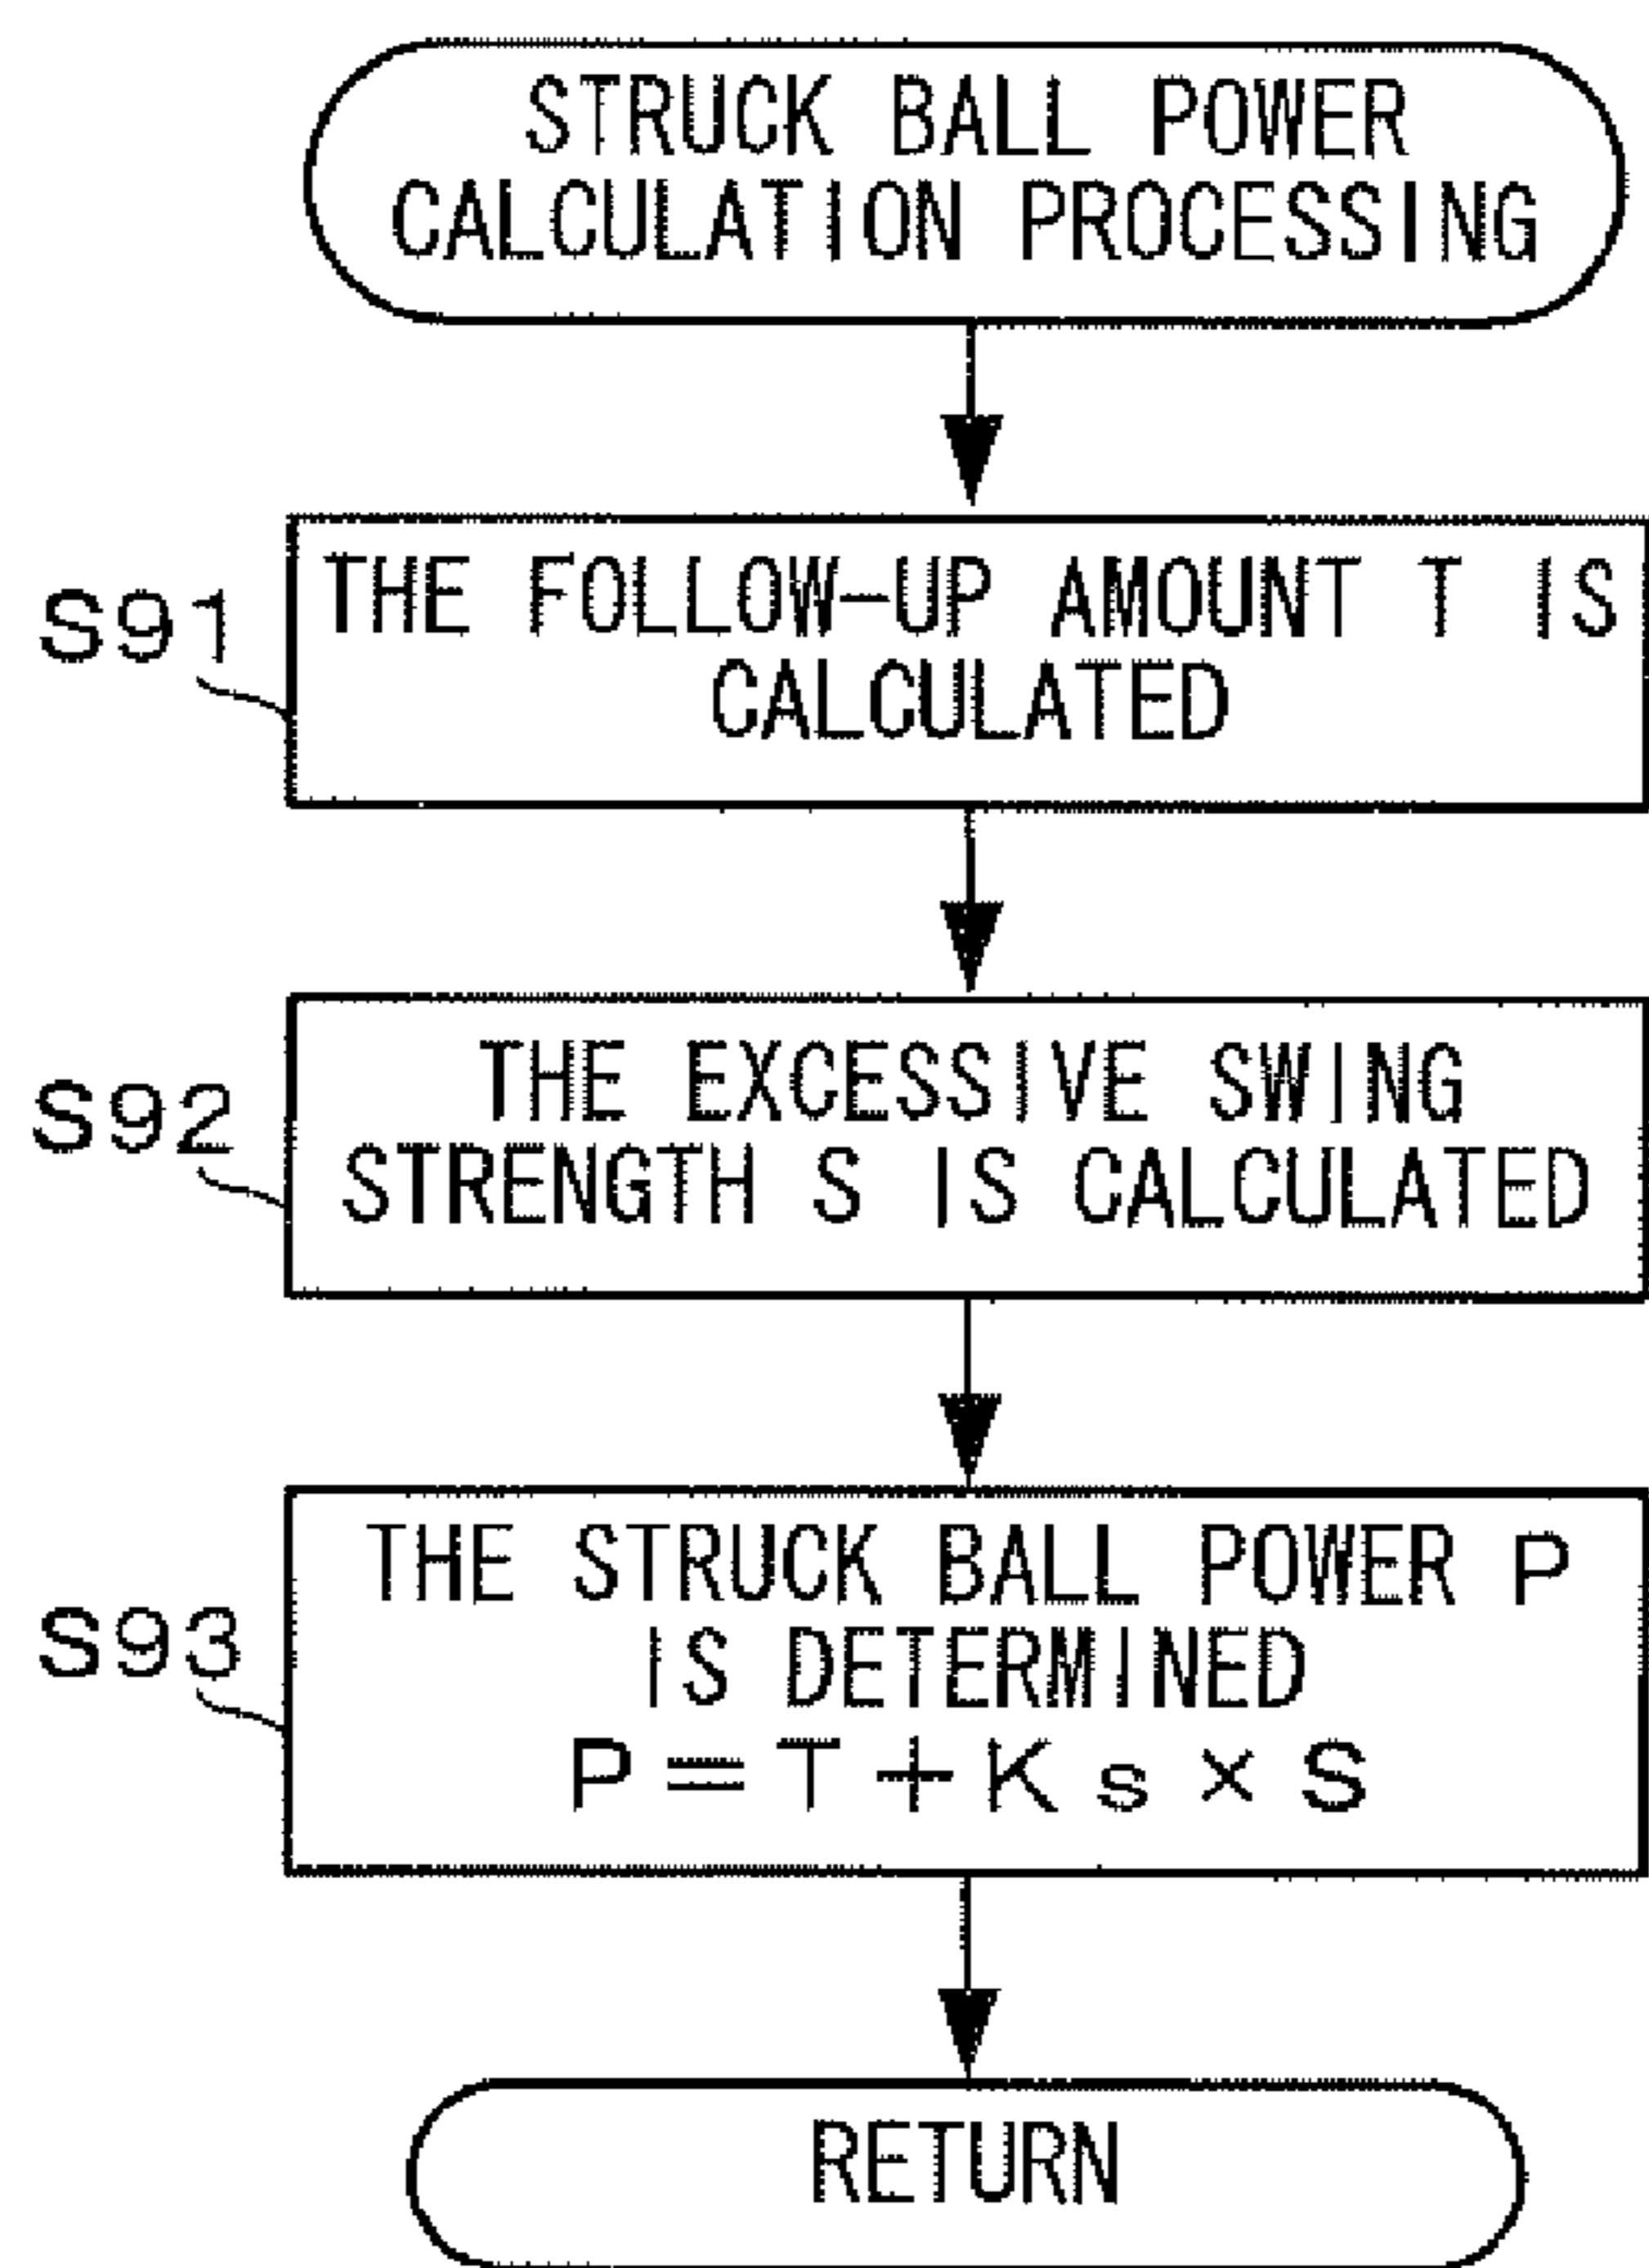 STRUCK BALL POWER
CALCULATION PROCESSING
S91
THE FOLLOW-UP AMOUNT T IS
CALCULATED
S92
THE EXCESSIVE SWING
STRENGTH S IS CALCULATED
S93
THE STRUCK BALL POWER P
IS DETERMINED
P=T+Ks×S
RETURN